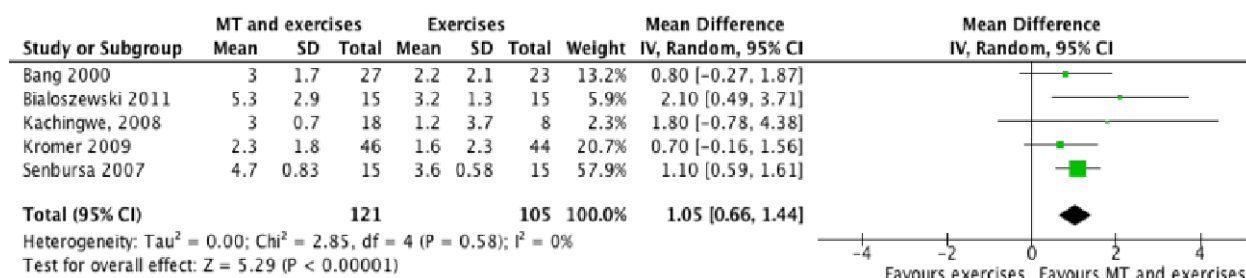 MT and exercises Exercises Mean Difference Mean Difference
Study or Subgroup Mean SD Total Mean SD Total Weight IV, Random, 95% CI IV, Random, 95% CI
Bang 2000 3 1.7 27 2.2 2.1 23 13.2% 0.80 [-0.27, 1.87]
Bialoszewski 2011 5.3 2.9 15 3.2 1.3 15 5.9% 2.10 [0.49, 3.71]
Kachingwe, 2008 3 0.7 18 1.2 3.7 8 2.3% 1.80 [-0.78, 4.38]
Kromer 2009 2.3 1.8 46 1.6 2.3 44 20.7% 0.70 [-0.16, 1.56]
Senbursa 2007 4.7 0.83 15 3.6 0.58 15 57.9% 1.10 [0.59, 1.61]
Total (95% CI) 121 105 100.0% 1.05 [0.66, 1.44]
Heterogeneity: Tau² = 0.00; Chi² = 2.85, df = 4 (P = 0.58); I² = 0%
Test for overall effect: Z = 5.29 (P < 0.00001)
-4 -2 0 2 4
Favours exercises Favours MT and exercises